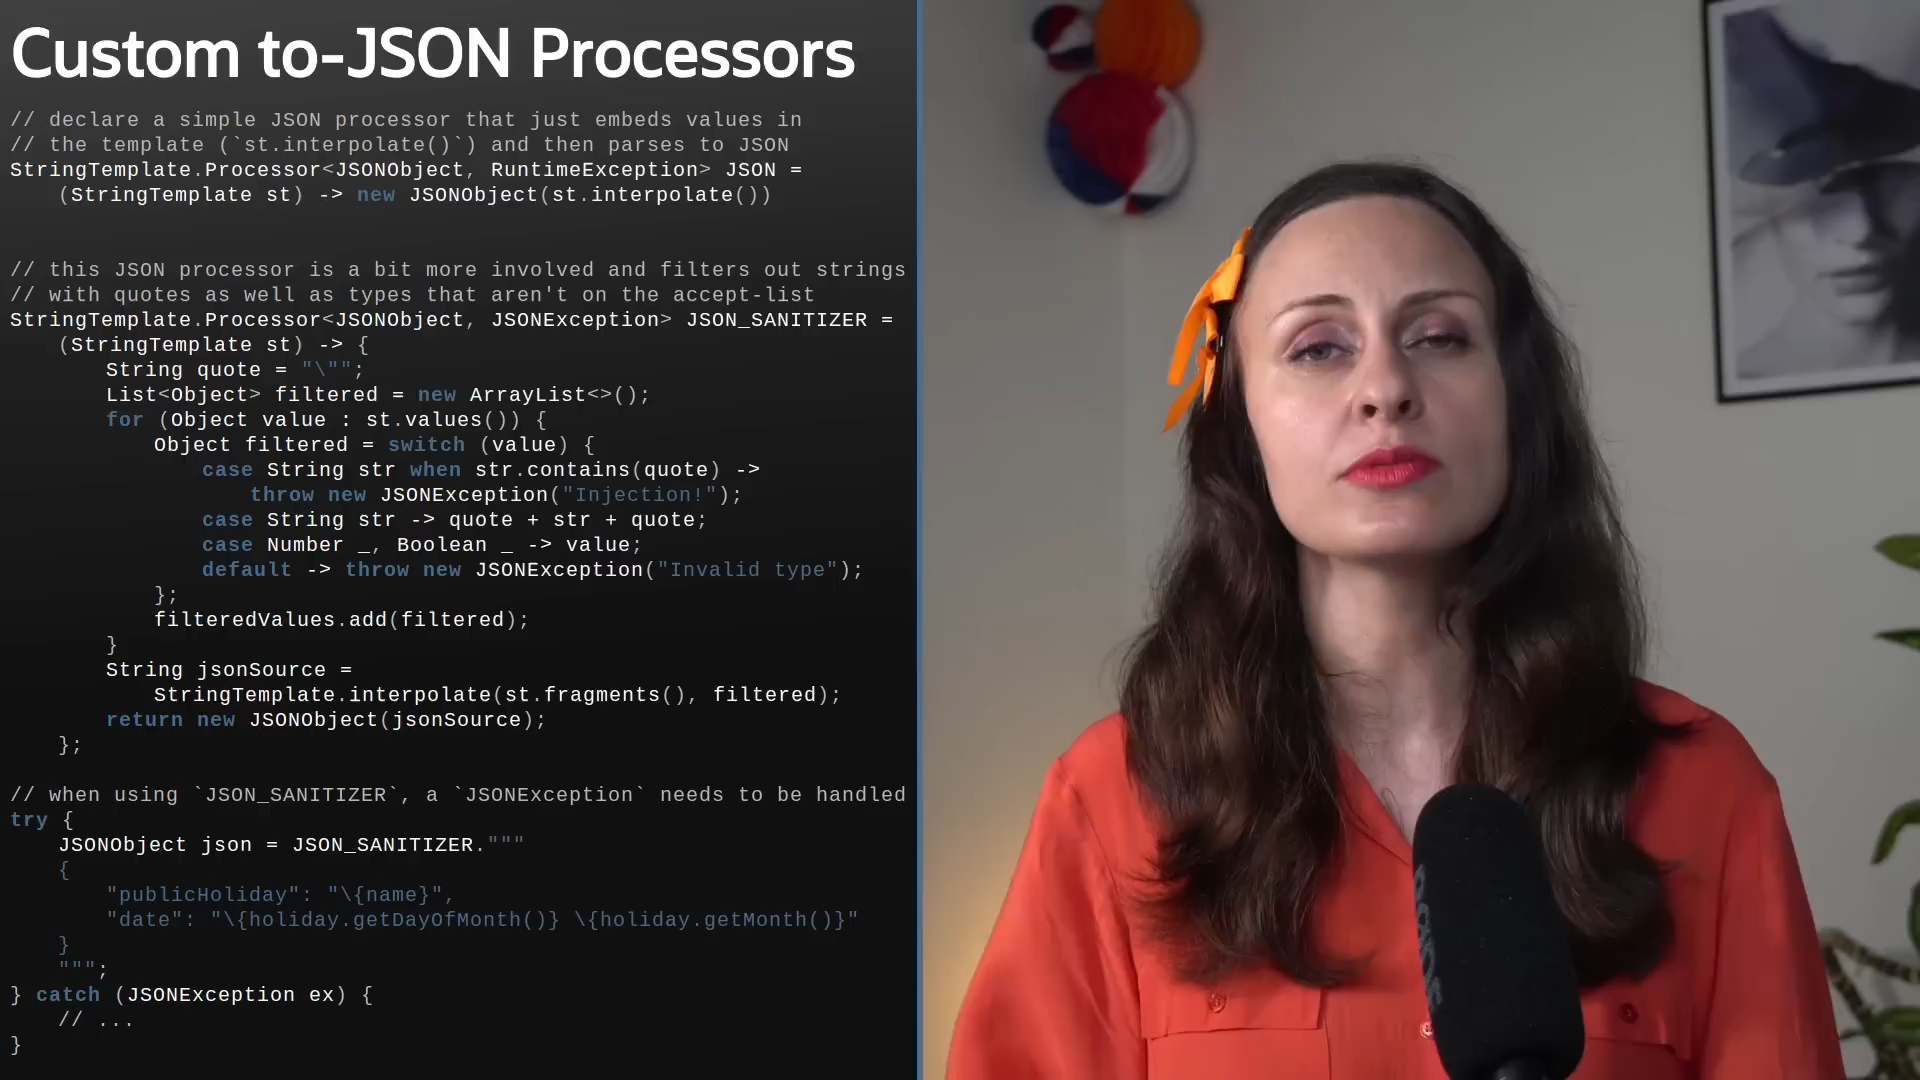 Custom to-JSON Processors
// declare a simple JSON processor that just embeds values in
// the template (`st.interpolate()`) and then parses to JSON
StringTemplate.Processor<JSONObject, RuntimeException> JSON =
    (StringTemplate st) -> new JSONObject(st.interpolate())
// this JSON processor is a bit more involved and filters out strings
// with quotes as well as types that aren't on the accept-list
StringTemplate.Processor<JSONObject, JSONException> JSON_SANITIZER =
    (StringTemplate st) -> {
        String quote = "\"";
        List<Object> filtered = new ArrayList<>();
        for (Object value : st.values()) {
            Object filtered = switch (value) {
                case String str when str.contains(quote) ->
                    throw new JSONException("Injection!");
                case String str -> quote + str + quote;
                case Number _, Boolean _ -> value;
                default -> throw new JSONException("Invalid type");
            };
            filteredValues.add(filtered);
        }
        String jsonSource =
            StringTemplate.interpolate(st.fragments(), filtered);
        return new JSONObject(jsonSource);
    };
// when using `JSON_SANITIZER`, a `JSONException` needs to be handled
try {
    JSONObject json = JSON_SANITIZER."""
    {
        "publicHoliday": "\{name}",
        "date": "\{holiday.getDayOfMonth()} \{holiday.getMonth()}"
    }
    """;
} catch (JSONException ex) {
    // ...
}